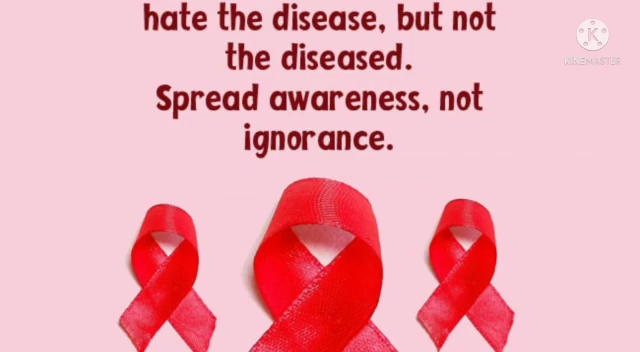 hate the disease, but not
the diseased.
Spread awareness, not
ignorance.
K
KINEMASTER